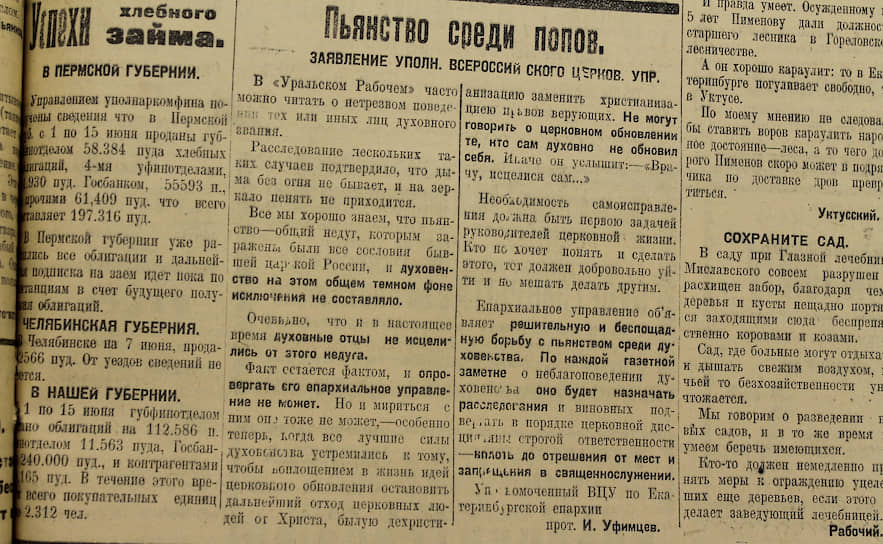 Успехи хлебного
займа.
В ПЕРМСКОЙ ГУБЕРНИИ.
Управлением уполнаркомфина по-
чены сведения что в Пермской
б. с 1 по 15 июня проданы губ-
нотделом 58.384 пуда хлебных
лигаций, 4-мя уфинотделами,
.930 пуд. Госбанком, 55593 п.,
рочими 61,409 пуд. что всего
тавляет 197.316 пуд.
В Пермской губернии уже ра-
лись все облигации и дальней-
подписка на заем идет пока по
танциям в счет будущего полу-
ия облигаций.
ЧЕЛЯБИНСКАЯ ГУБЕРНИЯ.
в Челябинске на 7 июня, прода-
2566 пуд. От уездов сведений не
ется.
В НАШЕЙ ГУБЕРНИИ.
1 по 15 июня губфинотделом
ано облигаций на 112.586 п.
нотделом 11.563 пуда, Госбан-
240.000 пуд., и контрагентами
165 пуд. В течение этого вре-
всего покупательных единиц
2.312 чел.
Пьянство среди попов.
ЗАЯВЛЕНИЕ УПОЛН. ВСЕРОССИЙСКОГО ЦЕРКОВ. УПР.
В «Уральском Рабочем» часто
можно читать о нетрезвом поведе-
нии тех или иных лиц духовного
звания.
Расследование нескольких та-
ких случаев подтвердило, что ды-
ма без огня не бывает, и на зер-
кало пенять не приходится.
Все мы хорошо знаем, что пьян-
ство—общий недуг, которым за-
ражены были все сословия быв-
шей царской России, и духовен-
ство на этом общем темном фоне
исключения не составляло.
Очевидно, что и в настоящее
время духовные отцы не исцели-
лись от этого недуга.
Факт остается фактом, и опро-
вергать его епархиальное управле-
ние не может. Но и мириться с
ним оно тоже не может,—особенно
теперь, когда все лучшие силы
духовенства устремились к тому,
чтобы воплощением в жизнь идей
церковного обновления остановить
дальнейший отход церковных лю-
дей от Христа, былую дехристи-
анизацию заменить христианиза-
циею нравов верующих. Не могут
говорить о церковном обновлении
те, кто сам духовно не обновил
себя. Иначе он услышит:—«Вра-
чу, исцелися сам...»
Необходимость самоисправле-
ния должна быть первою задачей
руководителей церковной жизни.
Кто не хочет понять и сделать
этого, тот должен добровольно уй-
ти и не мешать делать другим.
Епархиальное управление об'я-
вляет решительную и беспощад-
ную борьбу с пьянством среди ду-
ховенства. По каждой газетной
заметке о неблагоповедении ду-
ховенства оно будет назначать
расследования и виновных под-
вергать в порядке церковной дис-
циплины строгой ответственности
—вплоть до отрешения от мест и
запрещения в священнослужении.
Уполномоченный ВЦУ по Ека-
теринбургской епархии
прот. И. Уфимцев.
И правда умеет. Осужденному
5 лет Пименову дали должнос
старшего лесника в Гореловско
лесничестве.
А он хорошо караулит: то в Ек
теринбурге погуливает свободно,
в Уктусе.
По моему мнению не следова
бы ставить воров караулить наро
ное достояние—леса, а то чего до
рого Пименов скоро может в подря
чика по доставке дров превр
титься.
Уктусский.
СОХРАНИТЕ САД.
В саду при Глазной лечебни
Миславского совсем разрушен
расхищен забор, благодаря чем
деревья и кусты нещадно портя
ся заходящими сюда беспрепя
ственно коровами и козами.
Сад, где больные могут отдыха
и дышать свежим воздухом,
чьей то безхозяйственности ун
чтожается.
Мы говорим о разведении н
вых садов, и в то же время
умеем беречь имеющихся.
Кто-то должен немедленно пр
нять меры к ограждению уцеле
ших еще деревьев, если этого
делает заведующий лечебницей.
Рабочий.